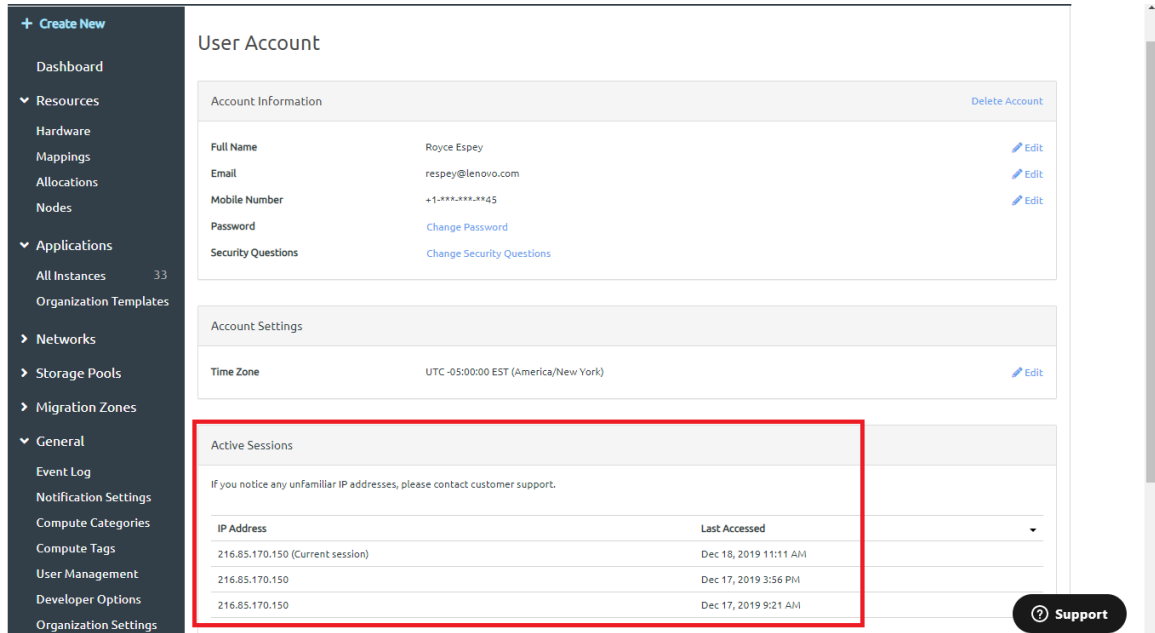 + Create New
Dashboard
Resources
Hardware
Mappings
Allocations
Nodes
Applications
All Instances 33
Organization Templates
Networks
Storage Pools
Migration Zones
General
Event Log
Notification Settings
Compute Categories
Compute Tags
User Management
Developer Options
Organization Settings
User Account
Account Information Delete Account
Full Name Royce Espey Edit
Email respey@lenovo.com Edit
Mobile Number +1-***-***-**45 Edit
Password Change Password
Security Questions Change Security Questions
Account Settings
Time Zone UTC -05:00:00 EST (America/New York) Edit
Active Sessions
If you notice any unfamiliar IP addresses, please contact customer support.
IP Address Last Accessed
216.85.170.150 (Current session) Dec 18, 2019 11:11 AM
216.85.170.150 Dec 17, 2019 3:56 PM
216.85.170.150 Dec 17, 2019 9:21 AM
Support